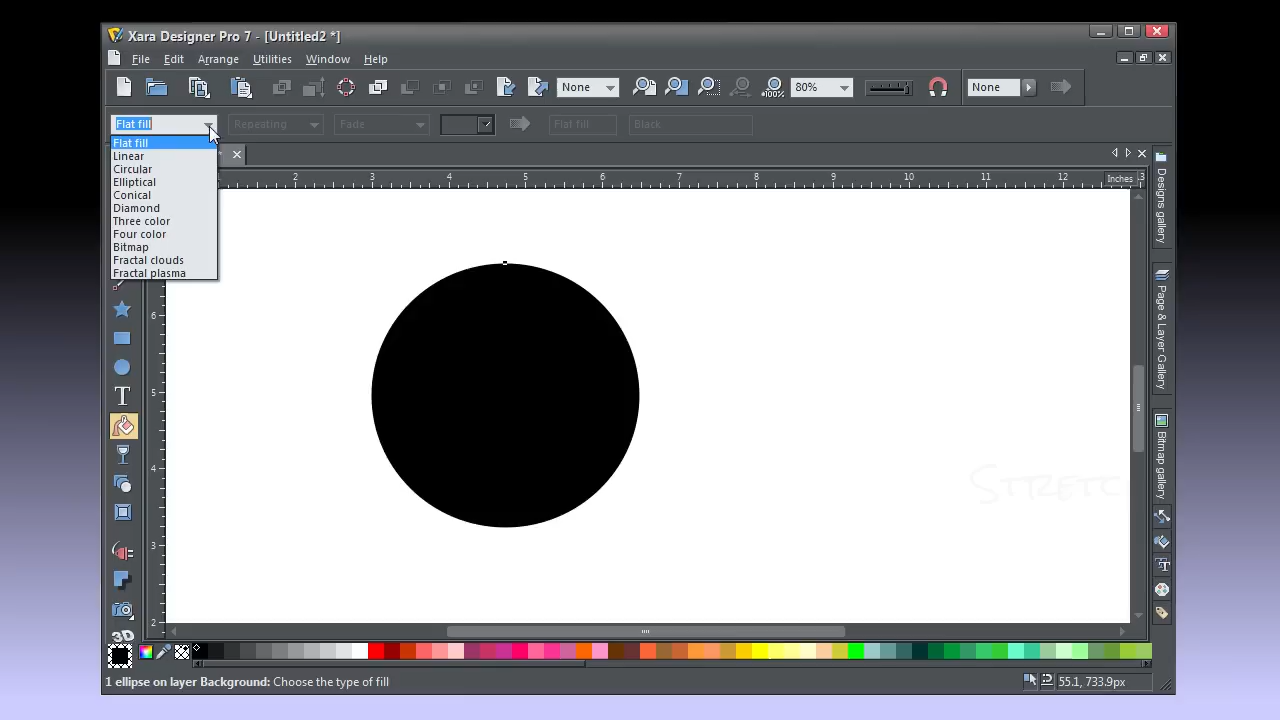 Xara Designer Pro 7 - [Untitled2 *]
File Edit Arrange Utilities Window Help
None 80% None
Flat fill Repeating Fade Flat fill Black
Flat fill
Linear
Circular
Elliptical
Conical
Diamond
Three color
Four color
Bitmap
Fractal clouds
Fractal plasma
2 3 4 5 6 7 8 9 10 11 12 Inches 13
6
5
4
3
2
T
Designs gallery
Page & Layer Gallery
Bitmap gallery
STRETC
3D
1 ellipse on layer Background: Choose the type of fill
55.1, 733.9px